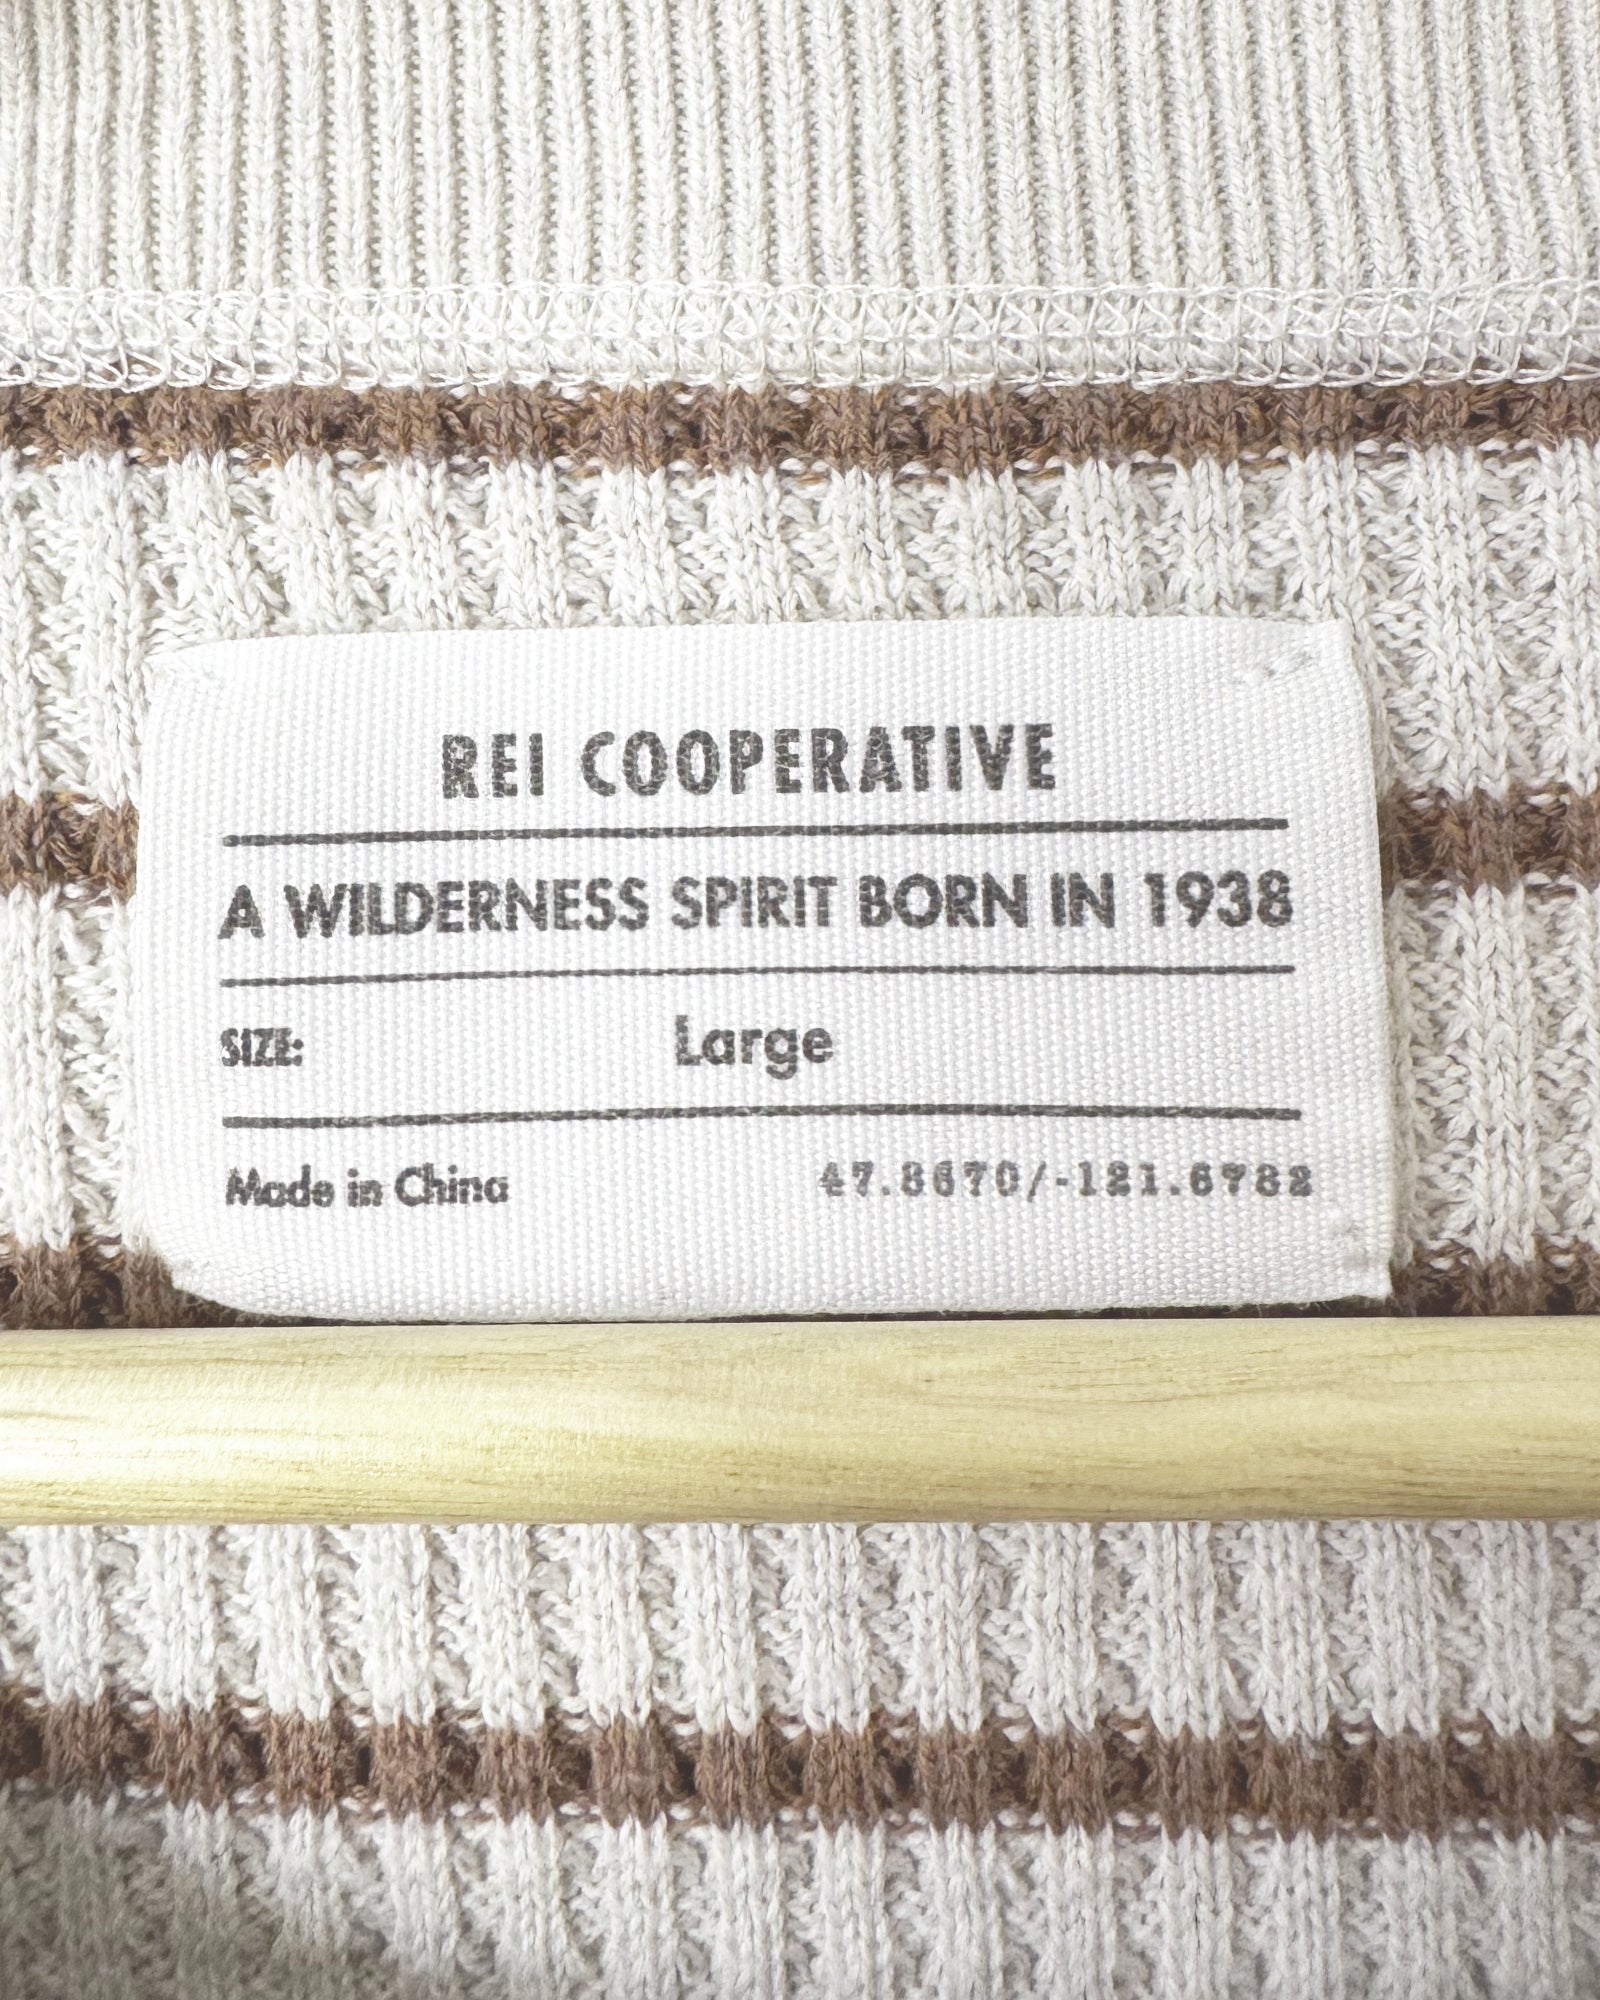 REI COOPERATIVE
A WILDERNESS SPIRIT BORN IN 1938
SIZE: Large
Made in China 47.8670/-121.6782